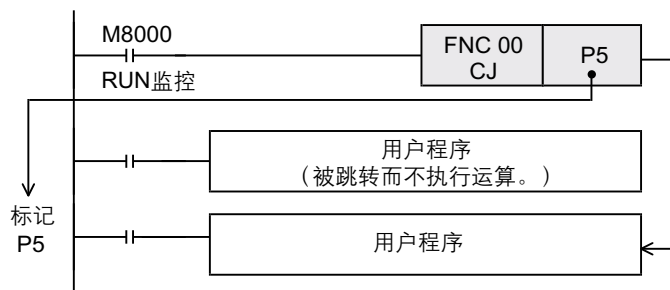 M8000
FNC 00
CJ
P5
RUN监控
用户程序
（被跳转而不执行运算。）
标记
P5
用户程序